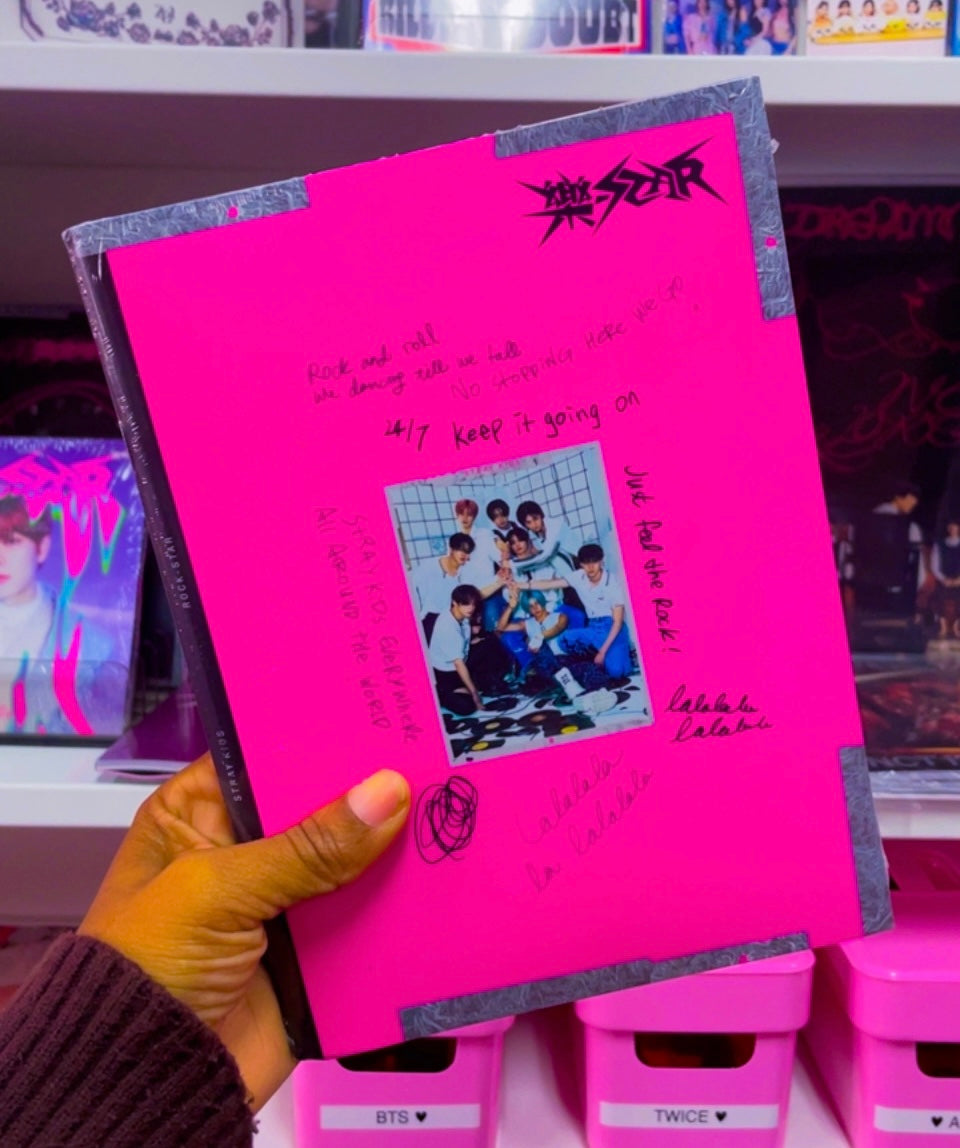 DOUBT
樂-STAR
Rock and roll
We dancing till we fall
No stopping HERE WE GO
24/7 keep it going on
Just feel the Rock!
STRAY KIDS EVERYWHERE
All AROUND the WORLD
lalalala
lalalala
Lalalala
la lalalala
ROCK-STAR
STRAY KIDS
BTS ♥
TWICE ♥
♥ A